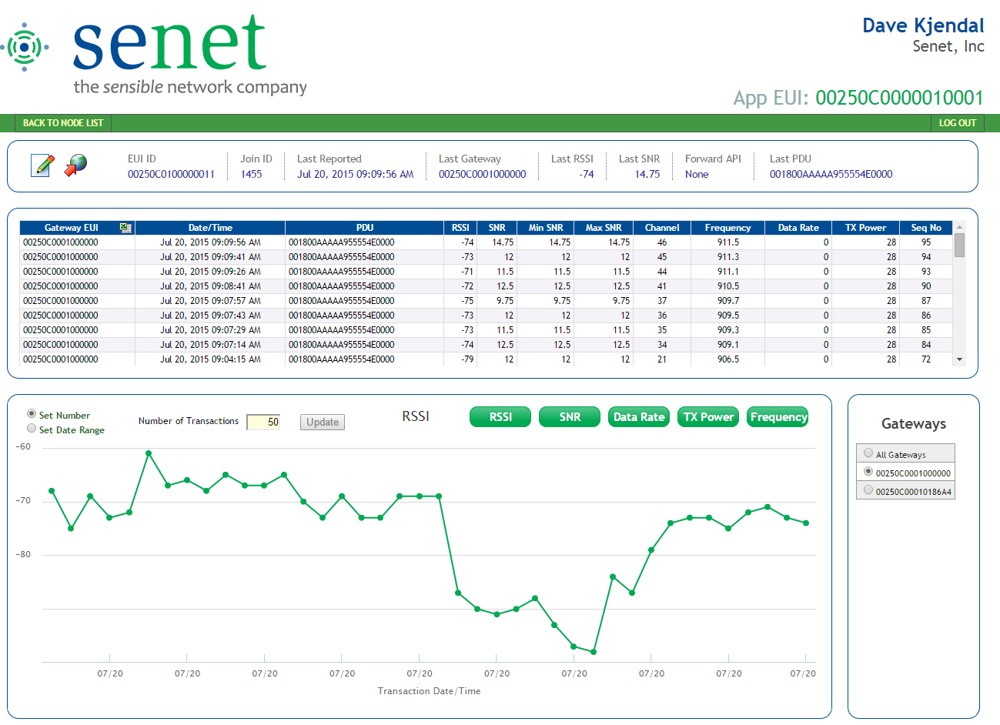 senet
the sensible network company
Dave Kjendal
Senet, Inc
App EUI: 00250C0000010001
BACK TO NODE LIST LOG OUT
EUI ID Join ID Last Reported Last Gateway Last RSSI Last SNR Forward API Last PDU
00250C0100000011 1455 Jul 20, 2015 09:09:56 AM 00250C0001000000 -74 14.75 None 001800AAAAA955554E0000
Gateway EUI Date/Time PDU RSSI SNR Min SNR Max SNR Channel Frequency Data Rate TX Power Seq No
00250C0001000000 Jul 20, 2015 09:09:56 AM 001800AAAAA955554E0000 -74 14.75 14.75 14.75 46 911.5 0 28 95
00250C0001000000 Jul 20, 2015 09:09:41 AM 001800AAAAA955554E0000 -73 12 12 12 45 911.3 0 28 94
00250C0001000000 Jul 20, 2015 09:09:26 AM 001800AAAAA955554E0000 -71 11.5 11.5 11.5 44 911.1 0 28 93
00250C0001000000 Jul 20, 2015 09:08:41 AM 001800AAAAA955554E0000 -72 12.5 12.5 12.5 41 910.5 0 28 90
00250C0001000000 Jul 20, 2015 09:07:57 AM 001800AAAAA955554E0000 -75 9.75 9.75 9.75 37 909.7 0 28 87
00250C0001000000 Jul 20, 2015 09:07:43 AM 001800AAAAA955554E0000 -73 12 12 12 36 909.5 0 28 86
00250C0001000000 Jul 20, 2015 09:07:29 AM 001800AAAAA955554E0000 -73 11.5 11.5 11.5 35 909.3 0 28 85
00250C0001000000 Jul 20, 2015 09:07:14 AM 001800AAAAA955554E0000 -74 12.5 12.5 12.5 34 909.1 0 28 84
00250C0001000000 Jul 20, 2015 09:04:15 AM 001800AAAAA955554E0000 -79 12 12 12 21 906.5 0 28 72
Set Number
Set Date Range
Number of Transactions 50 Update
RSSI
RSSI SNR Data Rate TX Power Frequency
-60
-70
-80
07/20 07/20 07/20 07/20 07/20 07/20 07/20 07/20 07/20 07/20
Transaction Date/Time
Gateways
All Gateways
00250C0001000000
00250C00010186A4